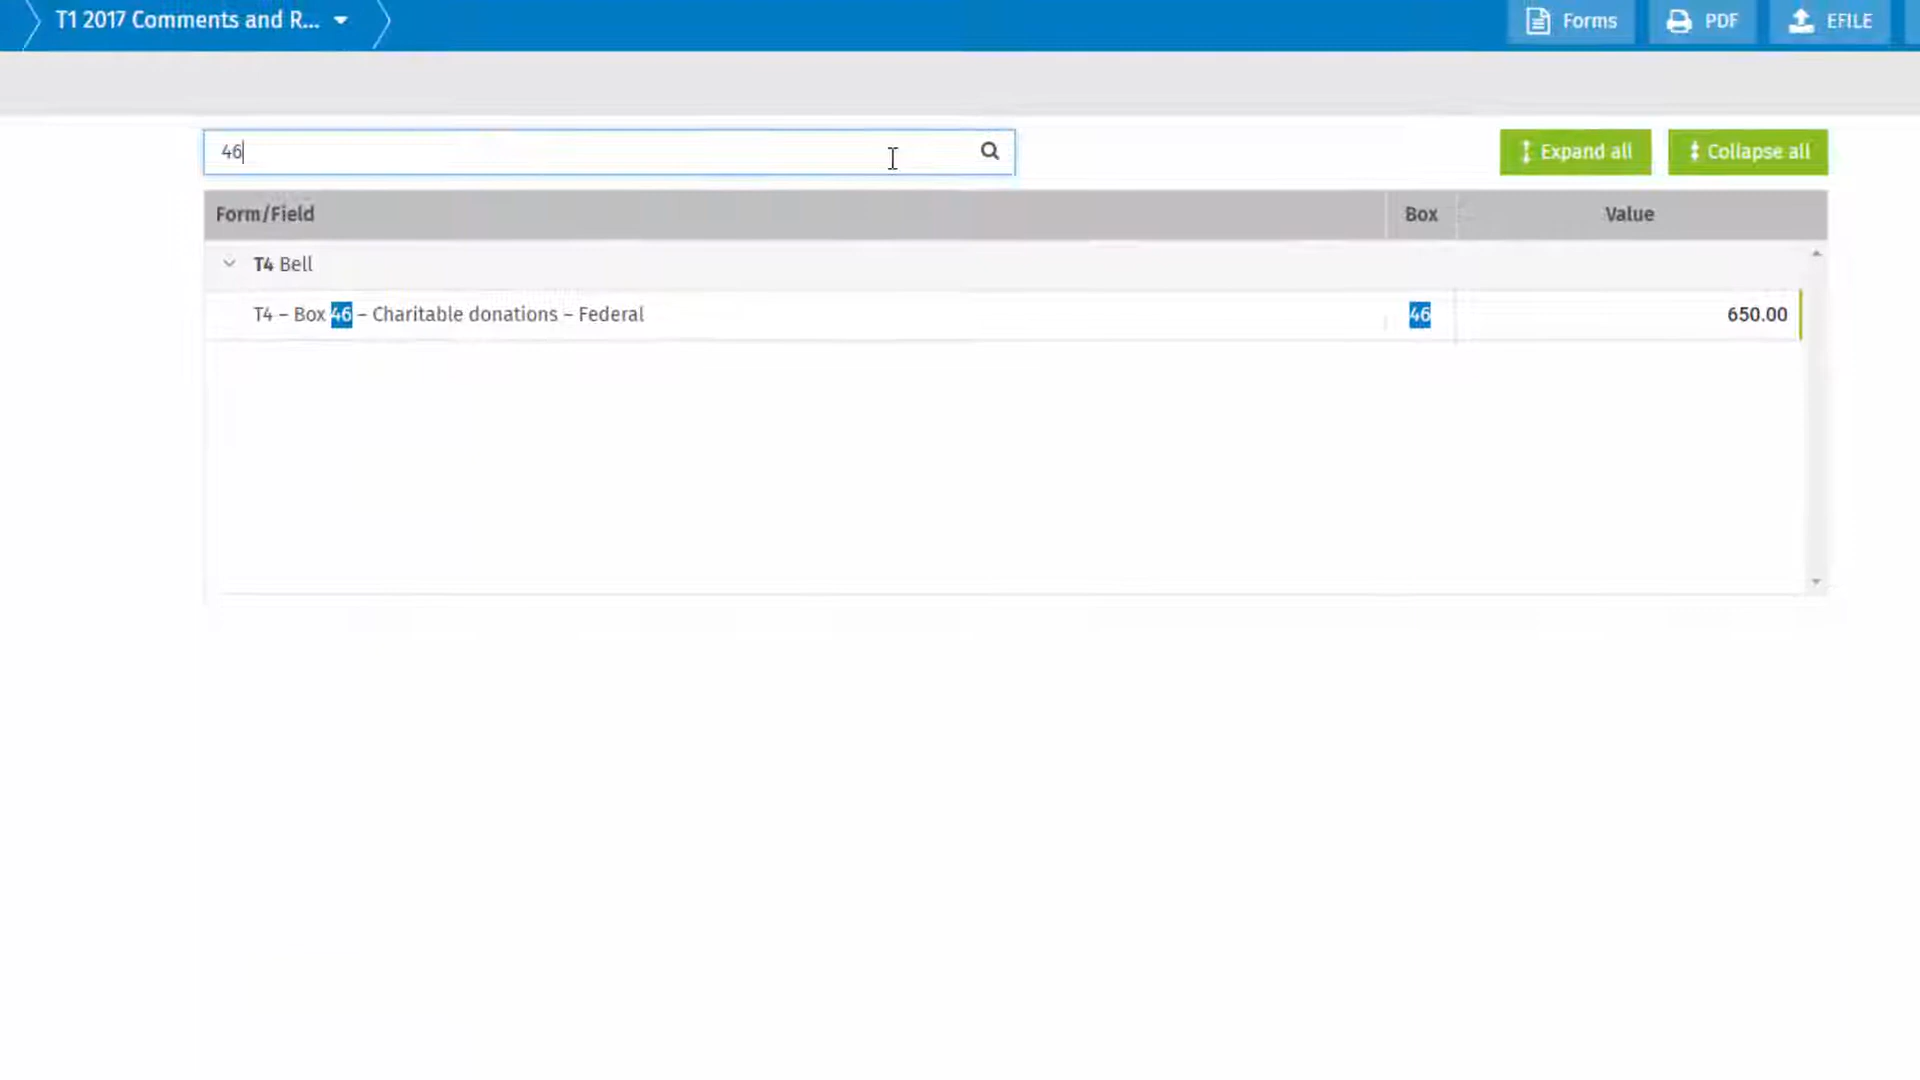 T1 2017 Comments and R...
Forms
PDF
EFILE
46
Expand all
Collapse all
Form/Field
Box
Value
T4 Bell
T4 – Box 46 – Charitable donations – Federal
46
650.00